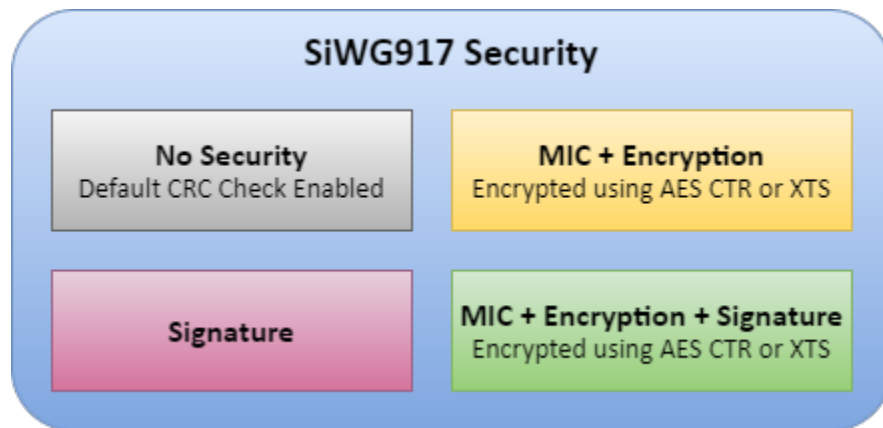 SiWG917 Security
No Security
Default CRC Check Enabled
MIC + Encryption
Encrypted using AES CTR or XTS
Signature
MIC + Encryption + Signature
Encrypted using AES CTR or XTS